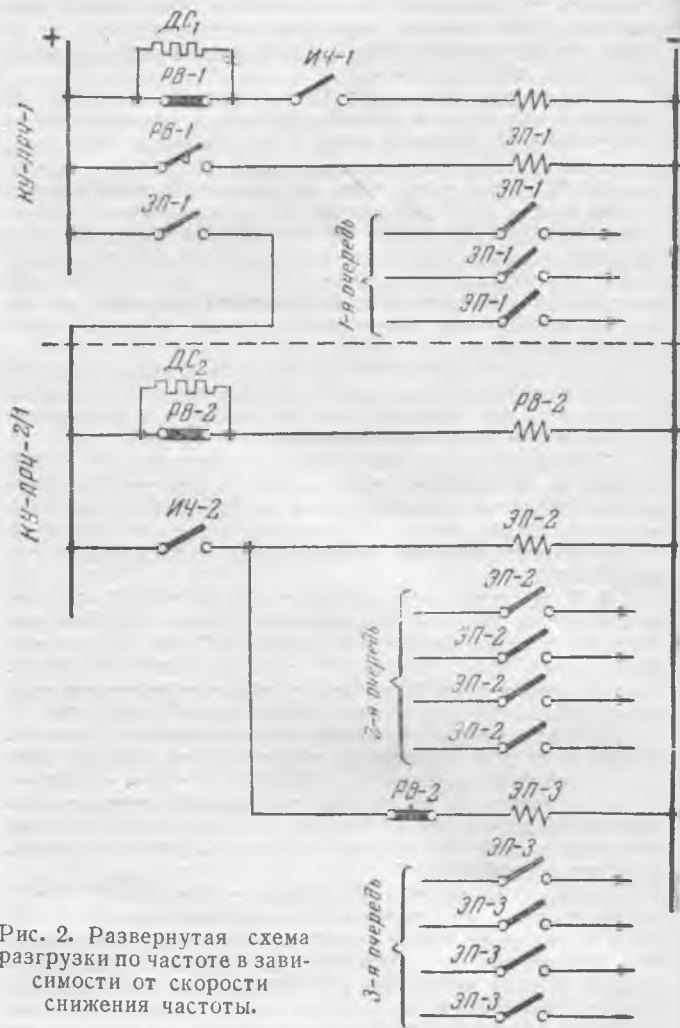 +
−
ДС₁
РВ-1
ИЧ-1
КУ-ПРЧ-1
РВ-1
ЭП-1
ЭП-1
ЭП-1
ЭП-1
ЭП-1
1-я очередь
ДС₂
РВ-2
РВ-2
КУ-ПРЧ-2/1
ИЧ-2
ЭП-2
ЭП-2
ЭП-2
ЭП-2
ЭП-2
2-я очередь
РВ-2
ЭП-3
ЭП-3
ЭП-3
ЭП-3
ЭП-3
3-я очередь
Рис. 2. Развернутая схема
разгрузки по частоте в зави-
симости от скорости
снижения частоты.